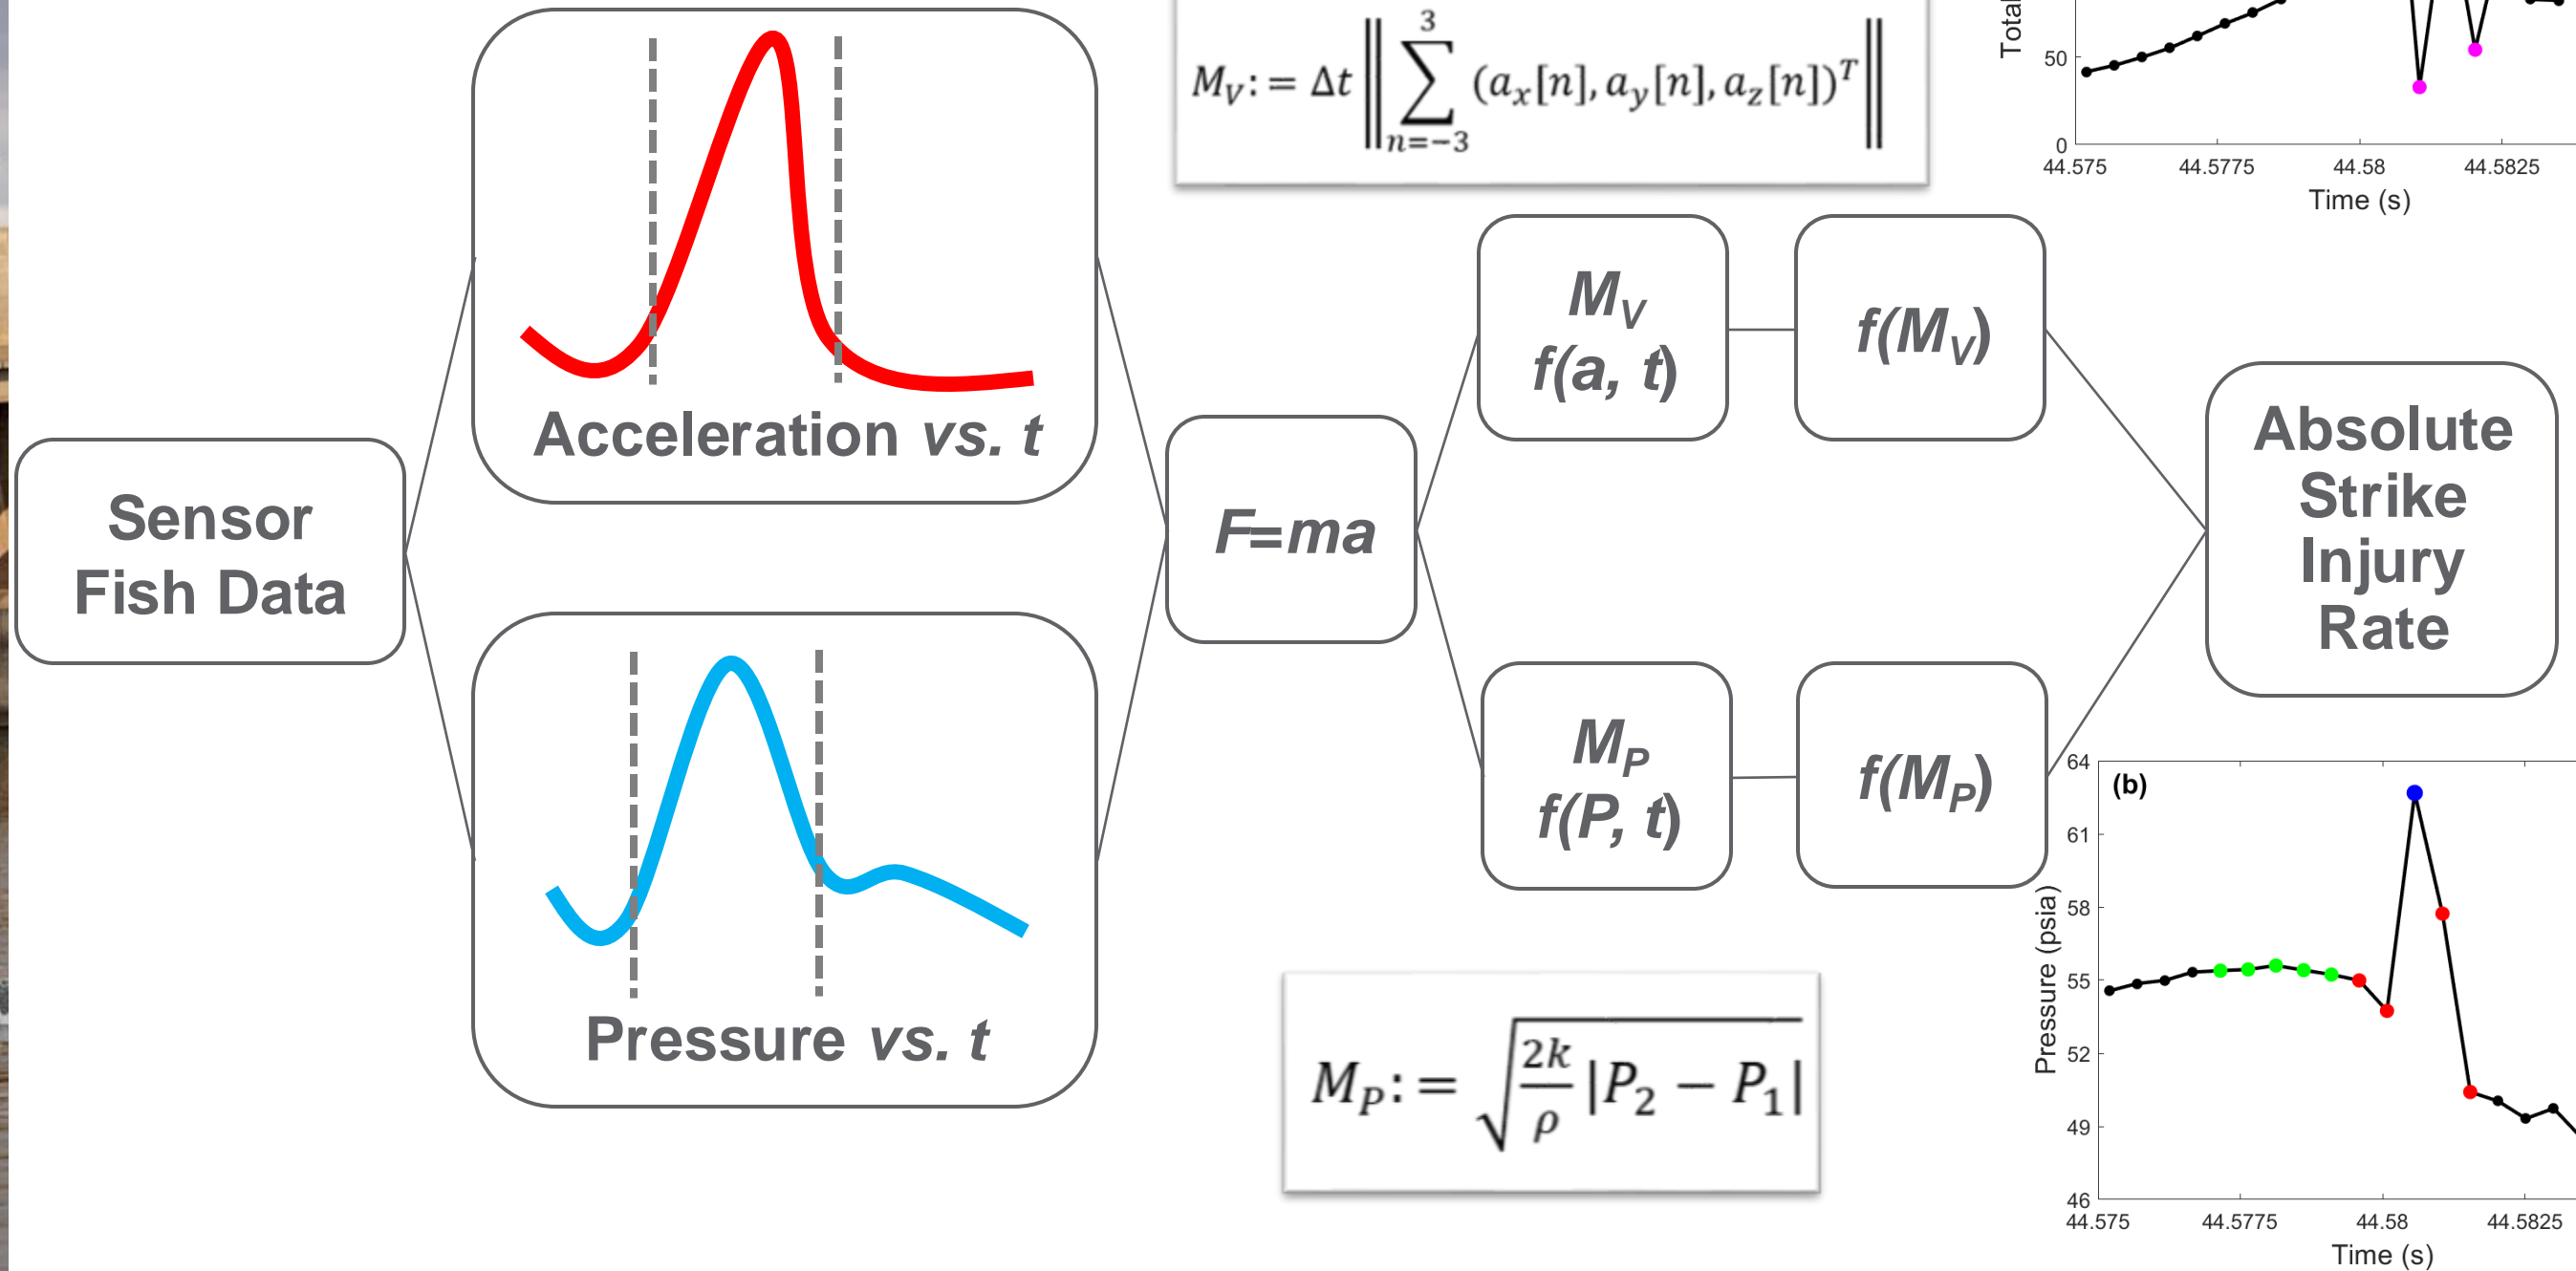 Sensor
Fish Data
Acceleration vs. t
Pressure vs. t
F=ma
M_V:= Δt ‖∑_{n=−3}^{3} (a_x[n], a_y[n], a_z[n])^T‖
M_V
f(a, t)
f(M_V)
M_P
f(P, t)
f(M_P)
M_P:= √(2k/ρ |P_2 − P_1|)
Absolute
Strike
Injury
Rate
Total
50
0
44.575 44.5775 44.58 44.5825
Time (s)
(b)
Pressure (psia)
64
61
58
55
52
49
46
44.575 44.5775 44.58 44.5825
Time (s)